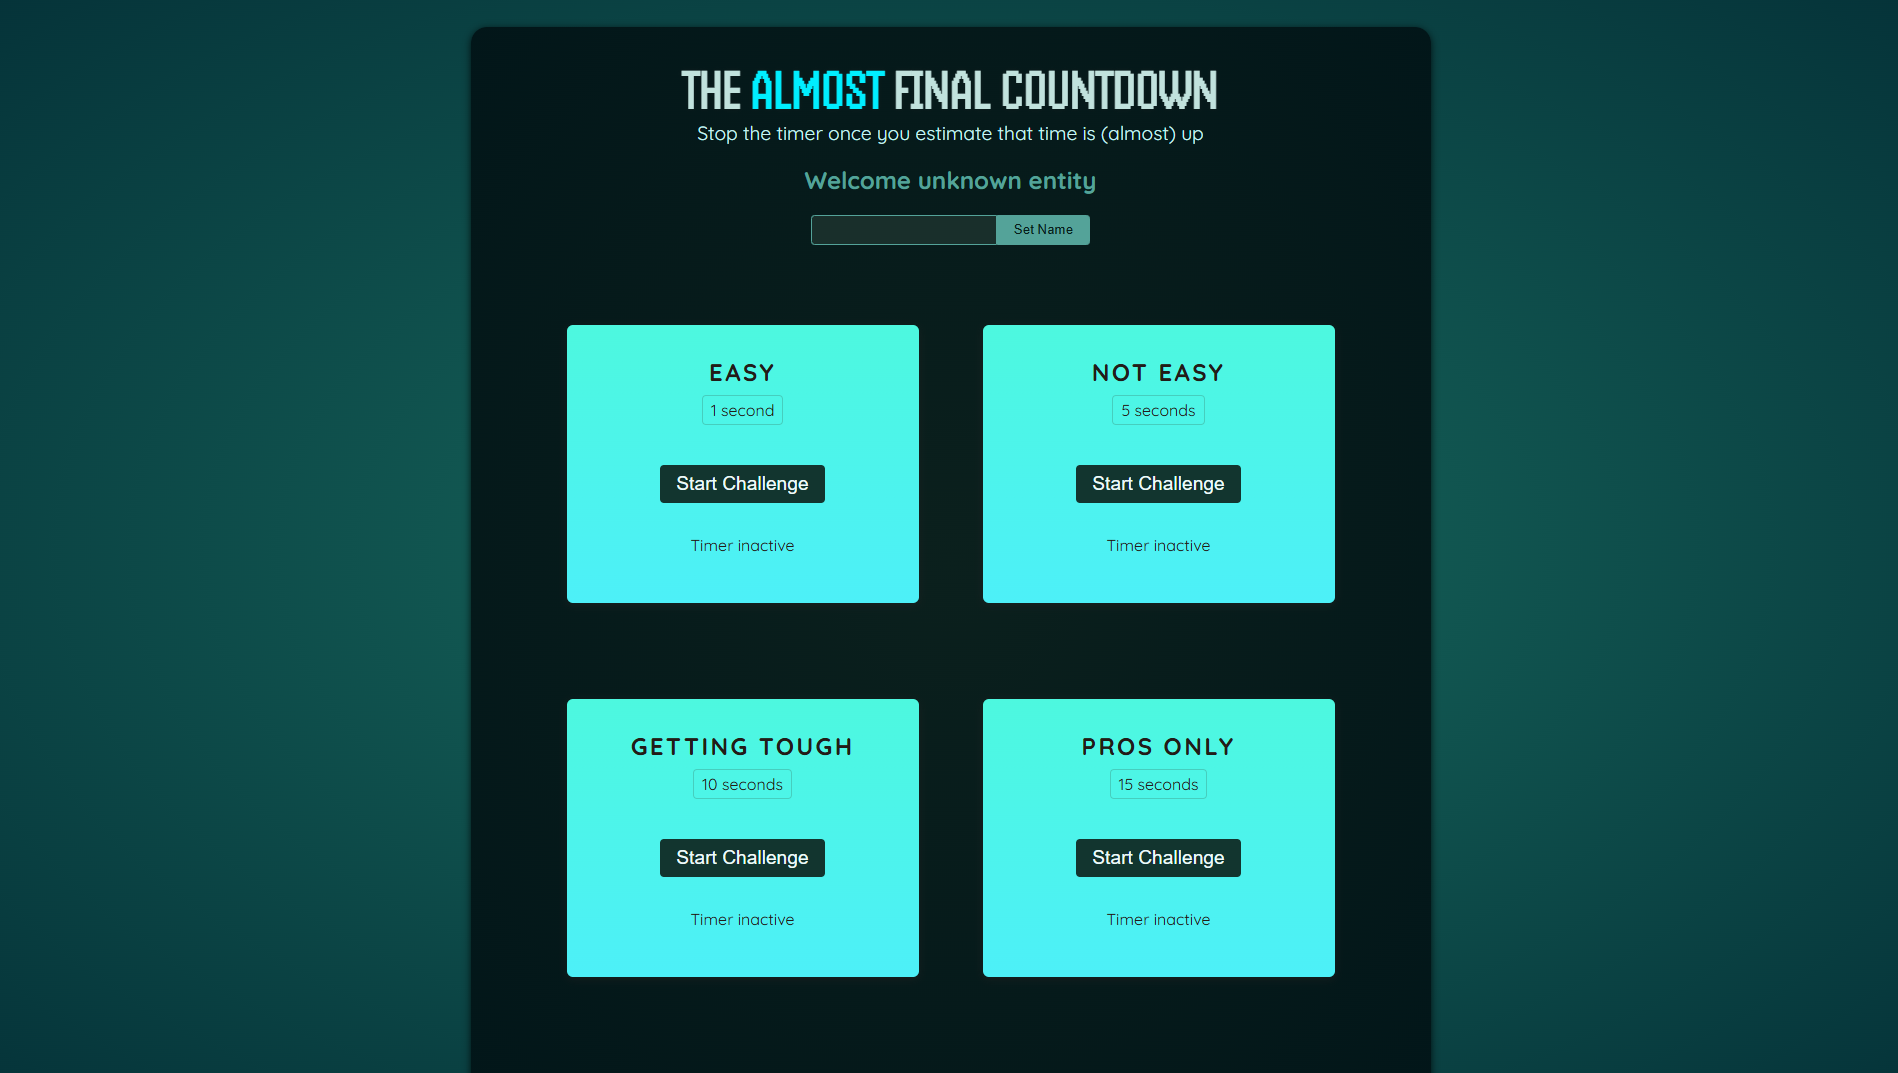 THE ALMOST FINAL COUNTDOWN
Stop the timer once you estimate that time is (almost) up
Welcome unknown entity
Set Name
EASY
1 second
Start Challenge
Timer inactive
NOT EASY
5 seconds
Start Challenge
Timer inactive
GETTING TOUGH
10 seconds
Start Challenge
Timer inactive
PROS ONLY
15 seconds
Start Challenge
Timer inactive